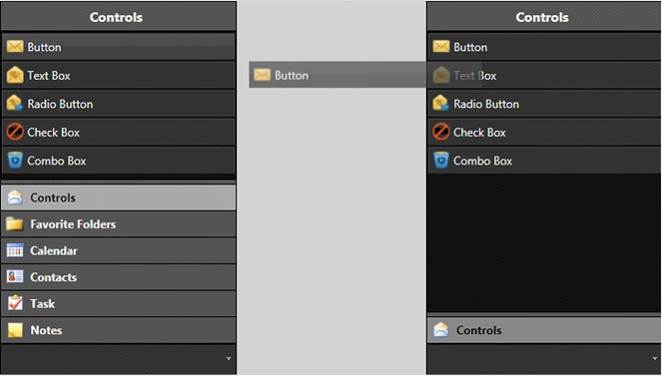 Controls
Button
Text Box
Radio Button
Check Box
Combo Box
Controls
Favorite Folders
Calendar
Contacts
Task
Notes
Button
Controls
Button
Text Box
Radio Button
Check Box
Combo Box
Controls